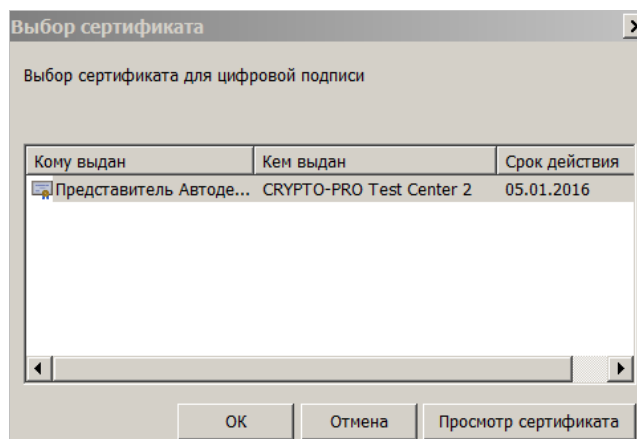 Выбор сертификата
Выбор сертификата для цифровой подписи
Кому выдан Кем выдан Срок действия
Представитель Автоде... CRYPTO-PRO Test Center 2 05.01.2016
ОК Отмена Просмотр сертификата